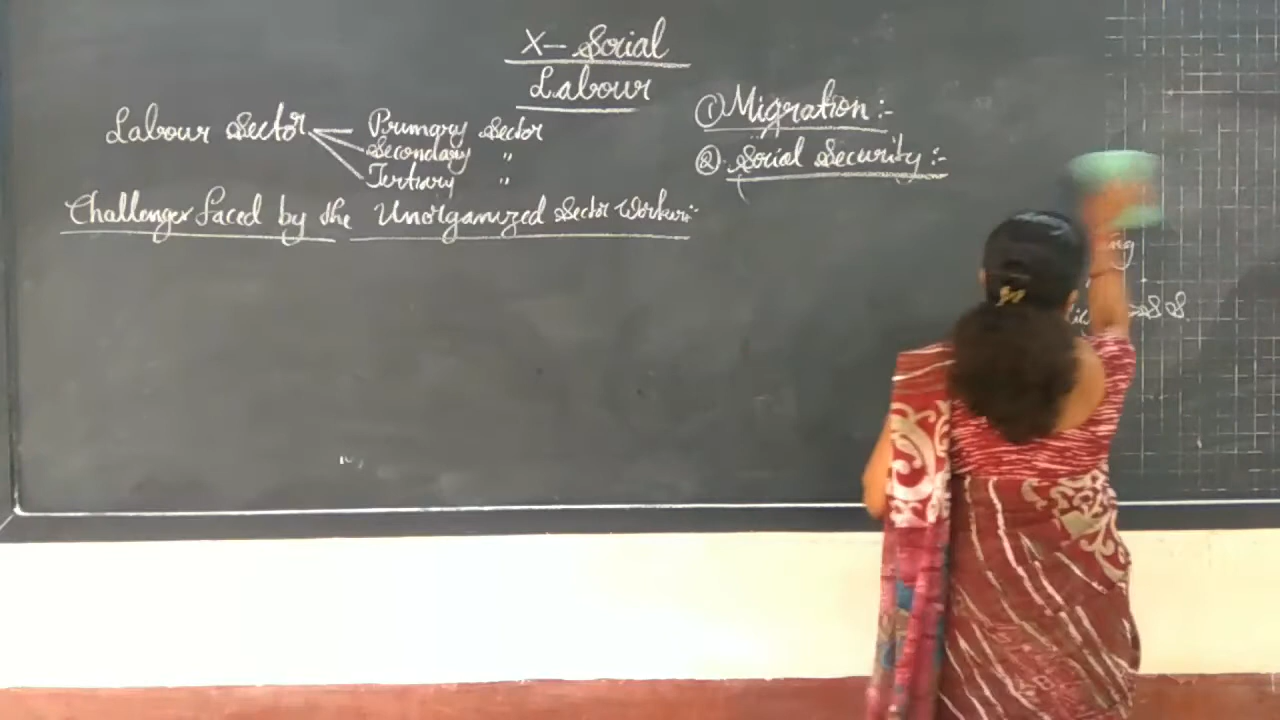 X- Social
Labour
Labour Sector
Primary Sector
Secondary "
Tertiary "
Challenges faced by the Unorganized Sector Workers:-
① Migration:-
② Social Security:-